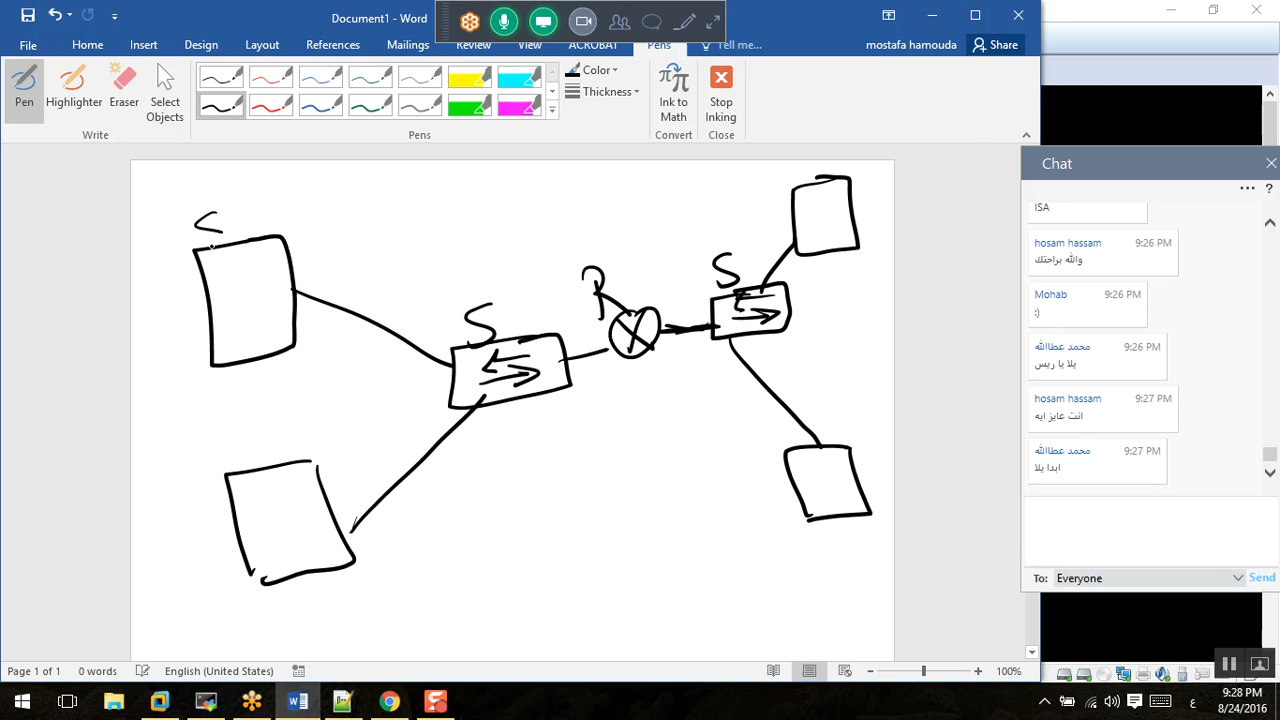 Document1 - Word
File
Home
Insert
Design
Layout
References
Mailings
Review
View
ACROBAT
Pens
Tell me...
mostafa hamouda
Share
Pen
Highlighter
Eraser
Select Objects
Color
Thickness
Ink to Math
Stop Inking
Write
Pens
Convert
Close
Chat
ISA
hosam hassam 9:26 PM
والله براحتك
Mohab 9:26 PM
:)
محمد عطاالله 9:26 PM
يلا يا ريس
hosam hassam 9:27 PM
انت عايز ايه
محمد عطاالله 9:27 PM
ابدا يلا
To: Everyone
Send
S
R
S
Page 1 of 1
0 words
English (United States)
100%
ع
9:28 PM
8/24/2016